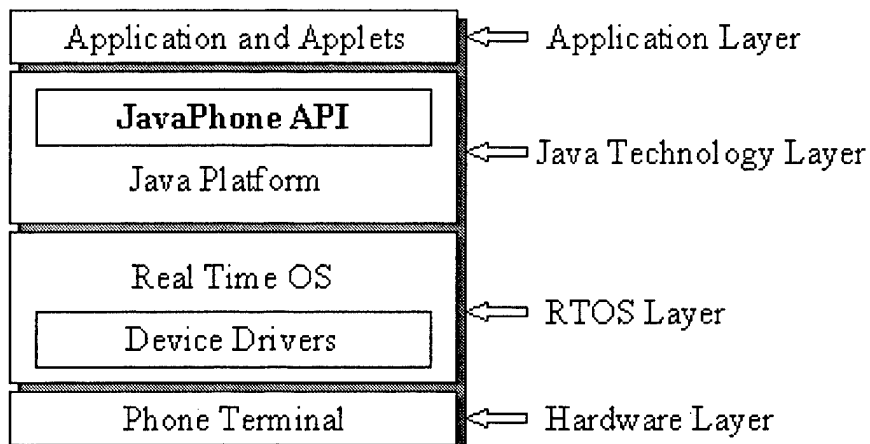 Application and Applets
Application Layer
JavaPhone API
Java Technology Layer
Java Platform
Real Time OS
RTOS Layer
Device Drivers
Phone Terminal
Hardware Layer